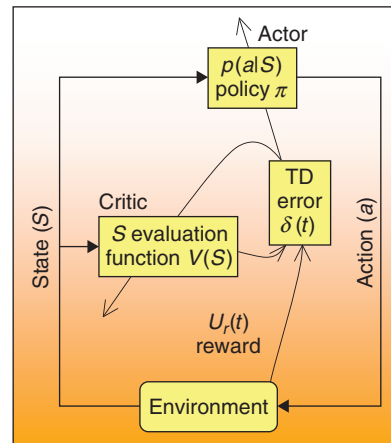 Actor
p(a|S)
policy π
TD
error
δ(t)
Critic
S evaluation
function V(S)
State (S)
Action (a)
U_r(t)
reward
Environment